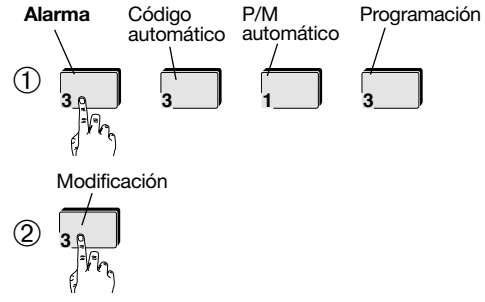 Alarma
Código automático
P/M automático
Programación
① 3 3 1 3
Modificación
② 3